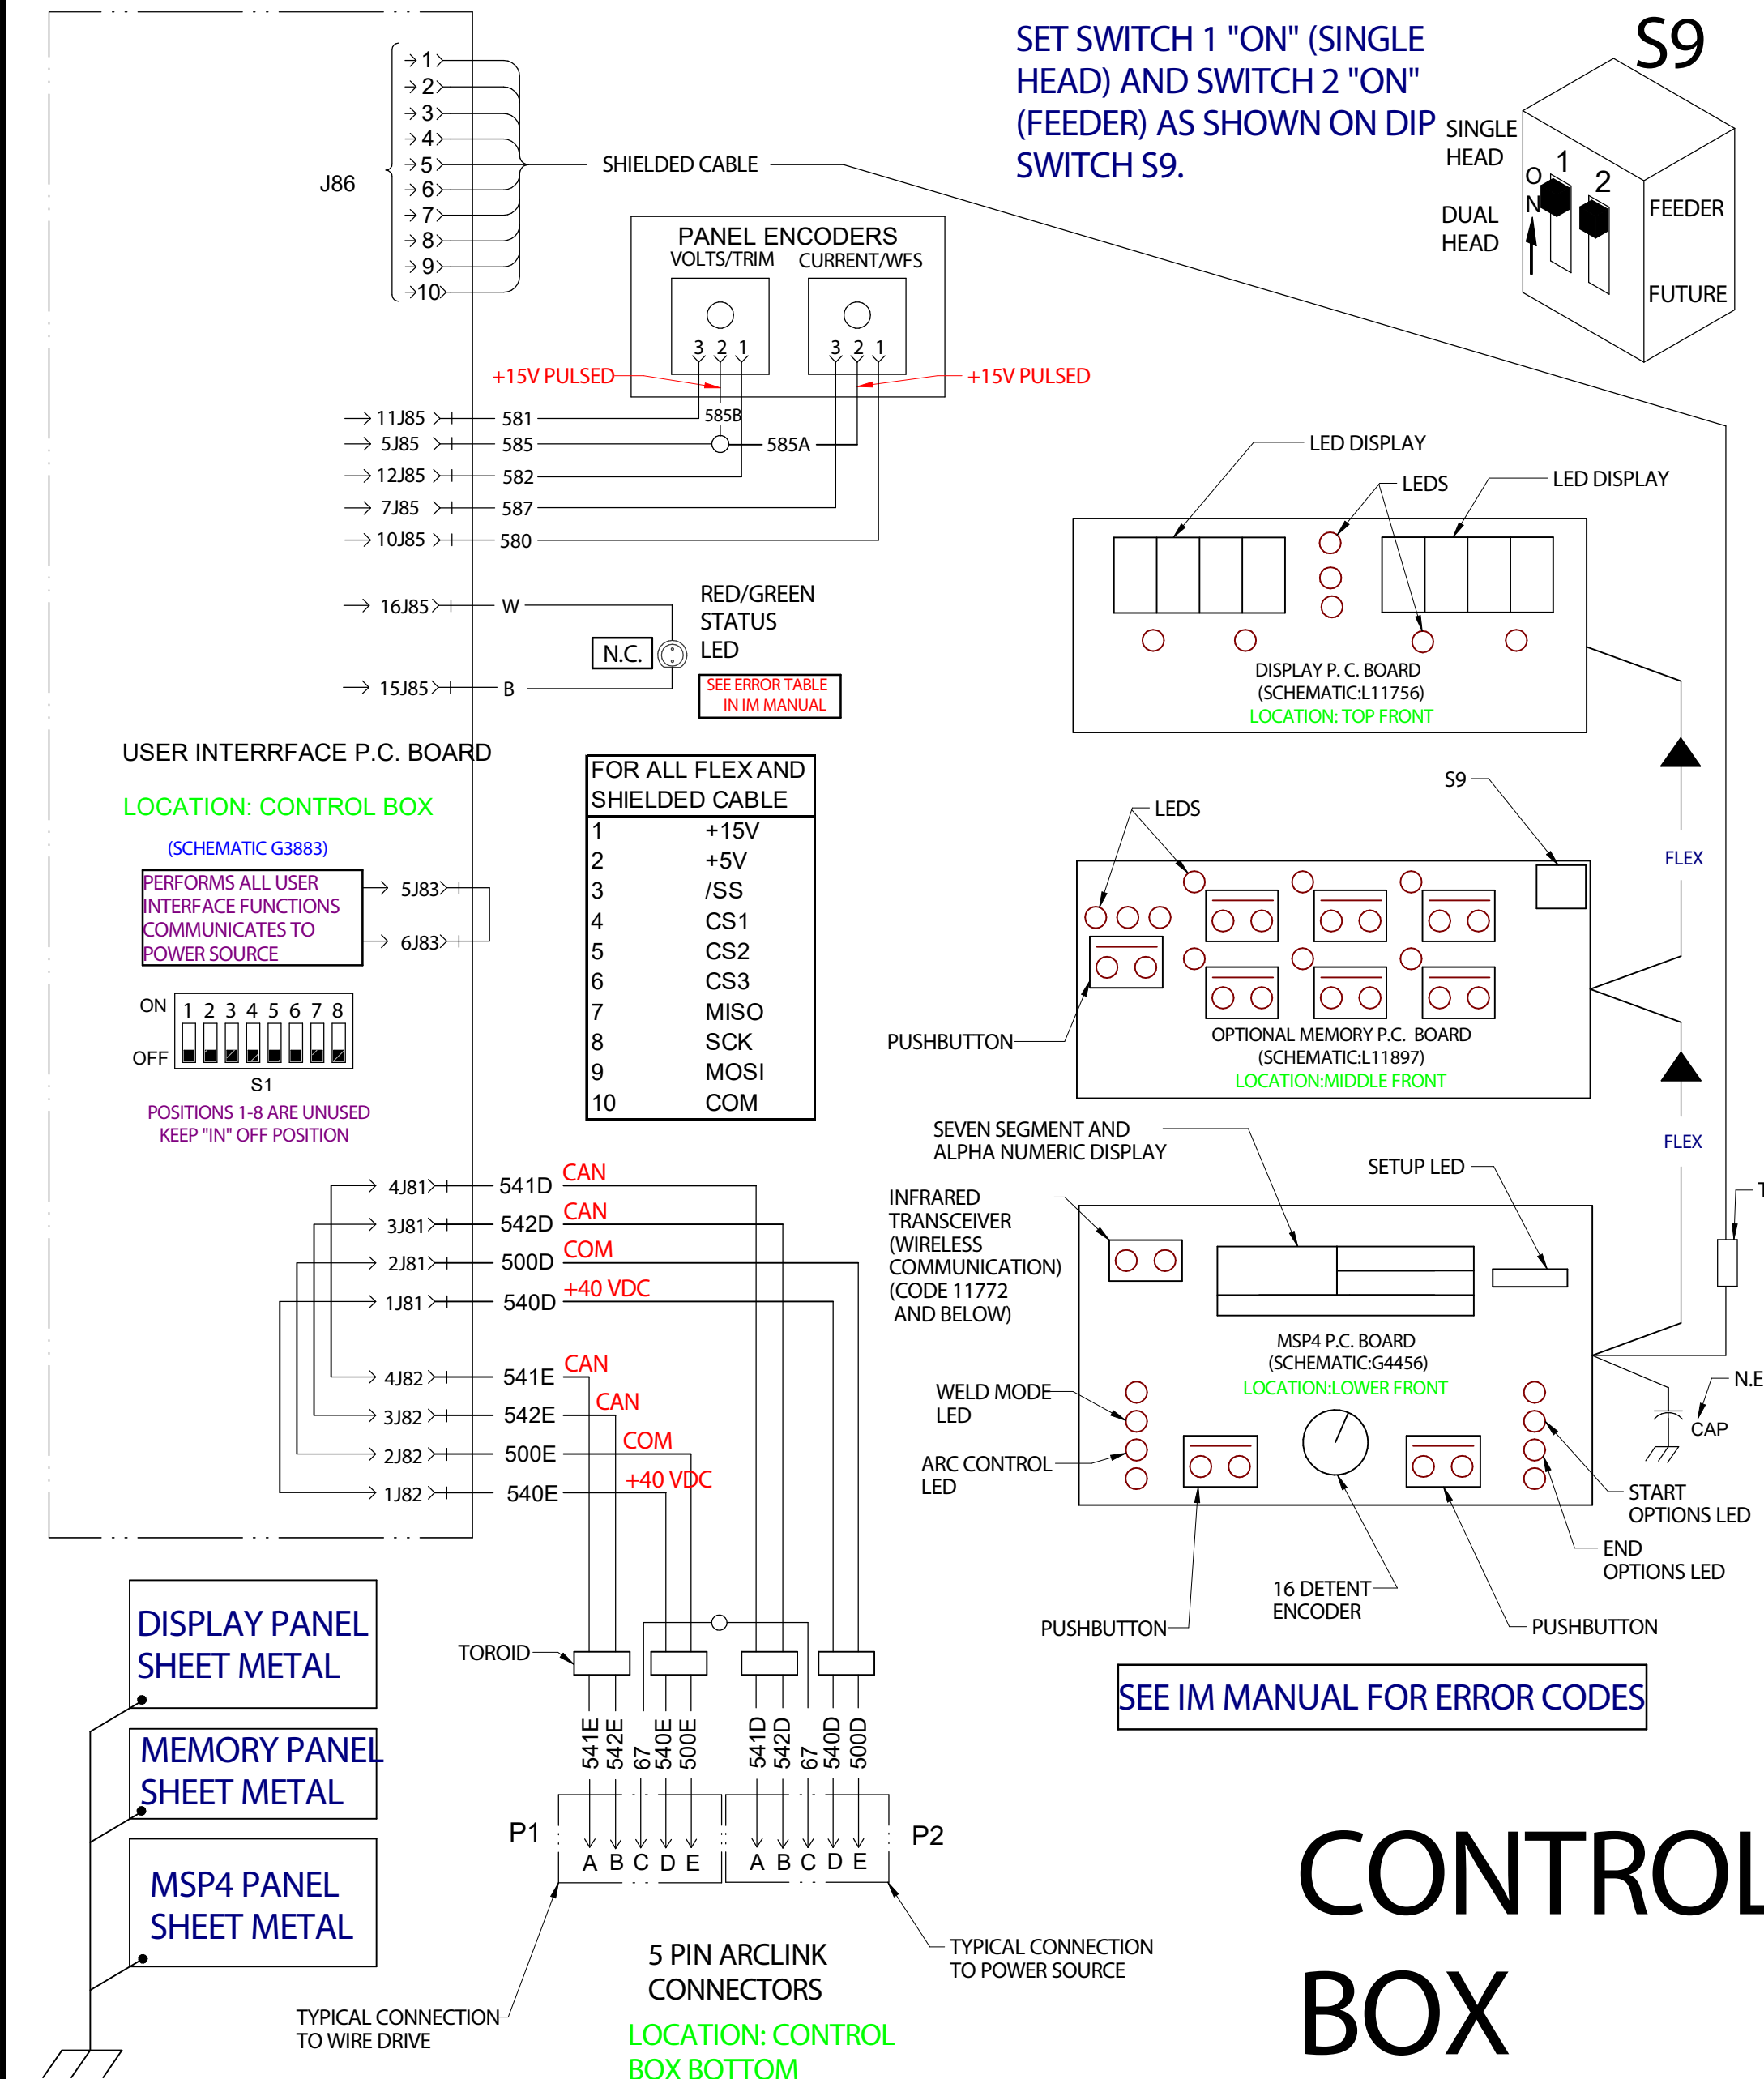 SET SWITCH 1 "ON" (SINGLE
HEAD) AND SWITCH 2 "ON"
(FEEDER) AS SHOWN ON DIP
SWITCH S9.
S9
SINGLE
HEAD
DUAL
HEAD
O
N
1
2
FEEDER
FUTURE
J86
1
2
3
4
5
6
7
8
9
10
SHIELDED CABLE
PANEL ENCODERS
VOLTS/TRIM
CURRENT/WFS
3 2 1
3 2 1
+15V PULSED
+15V PULSED
11J85 581
585B
5J85 585
585A
12J85 582
7J85 587
10J85 580
16J85 W
15J85 B
N.C.
RED/GREEN
STATUS
LED
SEE ERROR TABLE
IN IM MANUAL
USER INTERRFACE P.C. BOARD
LOCATION: CONTROL BOX
(SCHEMATIC G3883)
PERFORMS ALL USER
INTERFACE FUNCTIONS
COMMUNICATES TO
POWER SOURCE
5J83
6J83
ON
OFF
1 2 3 4 5 6 7 8
S1
POSITIONS 1-8 ARE UNUSED
KEEP "IN" OFF POSITION
FOR ALL FLEX AND
SHIELDED CABLE
1 +15V
2 +5V
3 /SS
4 CS1
5 CS2
6 CS3
7 MISO
8 SCK
9 MOSI
10 COM
LED DISPLAY
LEDS
LED DISPLAY
DISPLAY P. C. BOARD
(SCHEMATIC:L11756)
LOCATION: TOP FRONT
S9
LEDS
FLEX
PUSHBUTTON
OPTIONAL MEMORY P.C. BOARD
(SCHEMATIC:L11897)
LOCATION:MIDDLE FRONT
FLEX
SEVEN SEGMENT AND
ALPHA NUMERIC DISPLAY
SETUP LED
INFRARED
TRANSCEIVER
(WIRELESS
COMMUNICATION)
(CODE 11772
AND BELOW)
T
MSP4 P.C. BOARD
(SCHEMATIC:G4456)
LOCATION:LOWER FRONT
WELD MODE
LED
ARC CONTROL
LED
N.E
CAP
START
OPTIONS LED
END
OPTIONS LED
16 DETENT
ENCODER
PUSHBUTTON
PUSHBUTTON
SEE IM MANUAL FOR ERROR CODES
4J81 541D CAN
3J81 542D CAN
2J81 500D COM
1J81 540D +40 VDC
4J82 541E CAN
3J82 542E CAN
2J82 500E COM
1J82 540E +40 VDC
DISPLAY PANEL
SHEET METAL
MEMORY PANEL
SHEET METAL
MSP4 PANEL
SHEET METAL
TOROID
541E 542E 67 540E 500E 541D 542D 67 540D 500D
P1
A B C D E
A B C D E
P2
5 PIN ARCLINK
CONNECTORS
LOCATION: CONTROL
BOX BOTTOM
TYPICAL CONNECTION
TO POWER SOURCE
TYPICAL CONNECTION
TO WIRE DRIVE
CONTROL
BOX